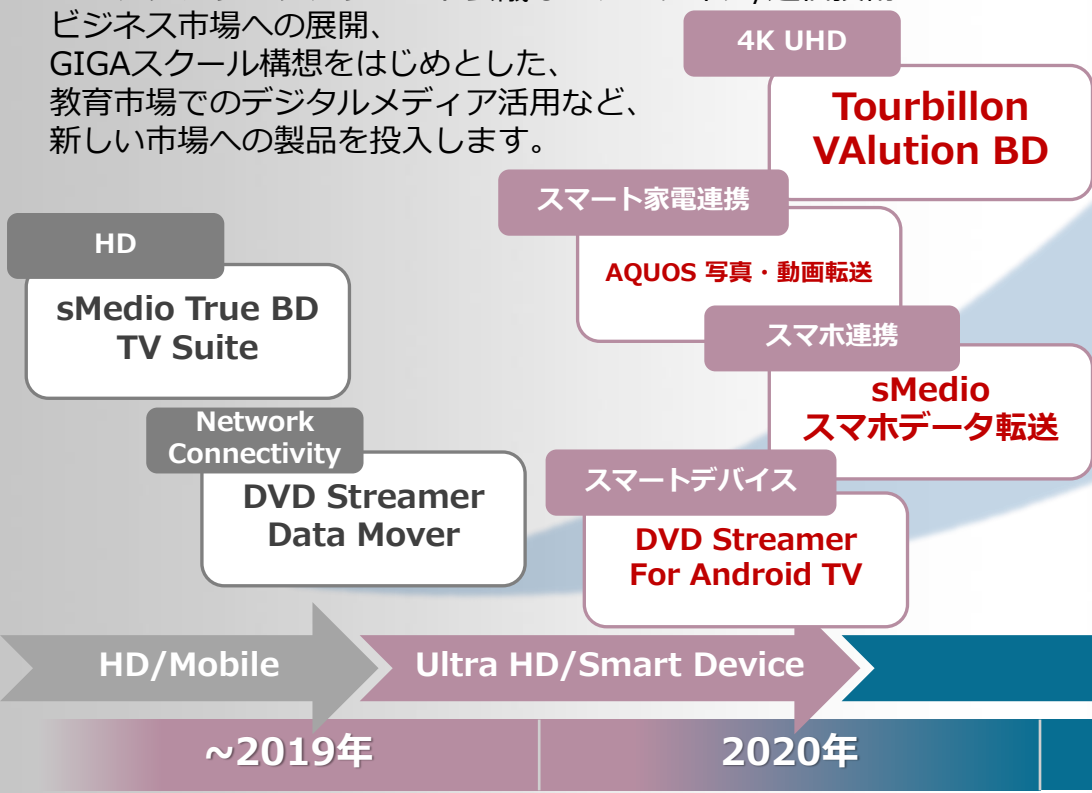 ビジネス市場への展開、
GIGAスクール構想をはじめとした、
教育市場でのデジタルメディア活用など、
新しい市場への製品を投入します。
4K UHD
Tourbillon
VAlution BD
スマート家電連携
AQUOS 写真・動画転送
HD
sMedio True BD
TV Suite
スマホ連携
sMedio
スマホデータ転送
Network
Connectivity
DVD Streamer
Data Mover
スマートデバイス
DVD Streamer
For Android TV
HD/Mobile
Ultra HD/Smart Device
~2019年
2020年